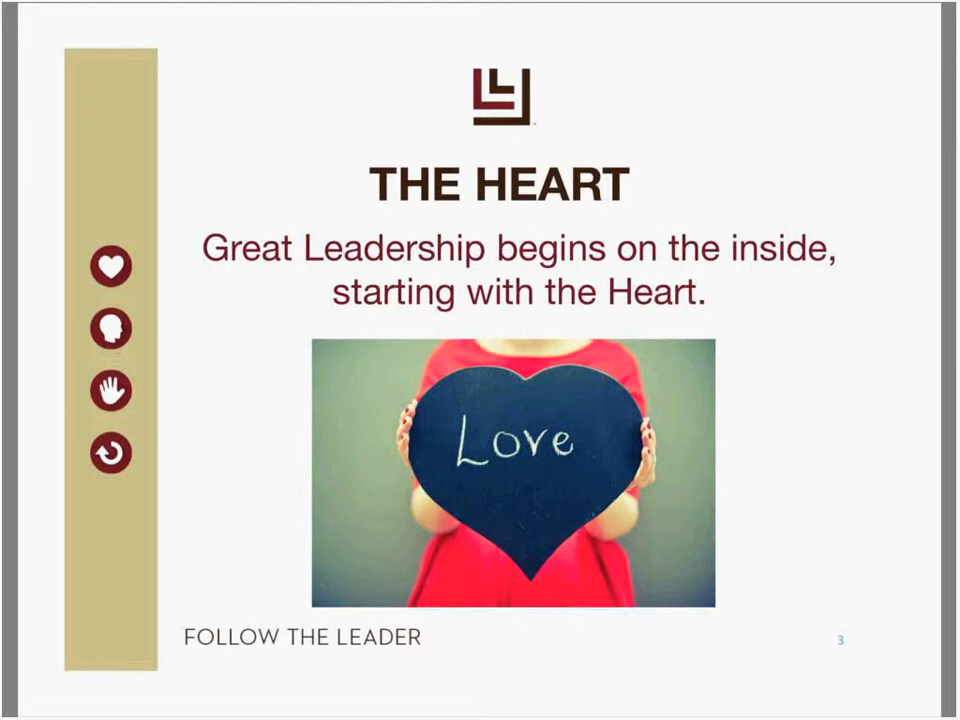 THE HEART
Great Leadership begins on the inside,
starting with the Heart.
Love
FOLLOW THE LEADER
3